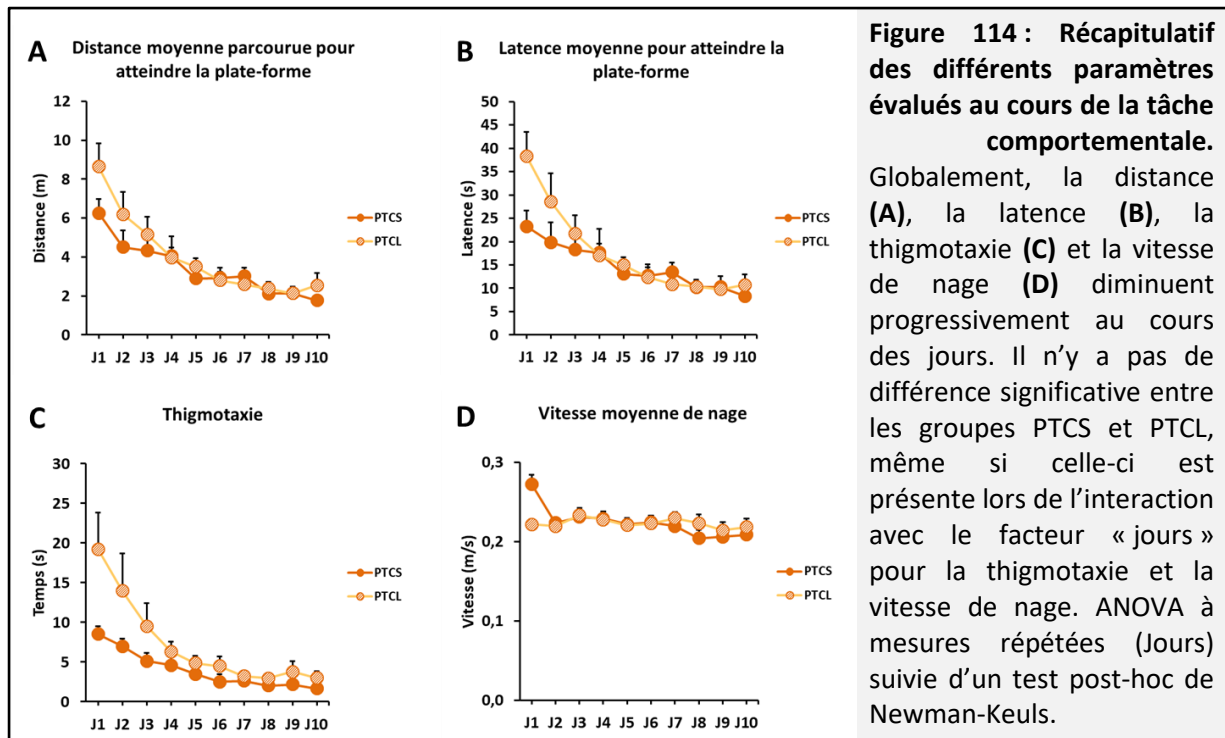 A
Distance moyenne parcourue pour
atteindre la plate-forme
12
10
8
6
4
2
0
Distance (m)
J1 J2 J3 J4 J5 J6 J7 J8 J9 J10
PTCS
PTCL
B
Latence moyenne pour atteindre la
plate-forme
50
45
40
35
30
25
20
15
10
5
0
Latence (s)
J1 J2 J3 J4 J5 J6 J7 J8 J9 J10
PTCS
PTCL
C
Thigmotaxie
30
25
20
15
10
5
0
Temps (s)
J1 J2 J3 J4 J5 J6 J7 J8 J9 J10
PTCS
PTCL
D
Vitesse moyenne de nage
0,3
0,2
0,1
0,0
Vitesse (m/s)
J1 J2 J3 J4 J5 J6 J7 J8 J9 J10
PTCS
PTCL
Figure 114 : Récapitulatif
des différents paramètres
évalués au cours de la tâche
comportementale.
Globalement, la distance
(A), la latence (B), la
thigmotaxie (C) et la vitesse
de nage (D) diminuent
progressivement au cours
des jours. Il n’y a pas de
différence significative entre
les groupes PTCS et PTCL,
même si celle-ci est
présente lors de l’interaction
avec le facteur « jours »
pour la thigmotaxie et la
vitesse de nage. ANOVA à
mesures répétées (Jours)
suivie d’un test post-hoc de
Newman-Keuls.